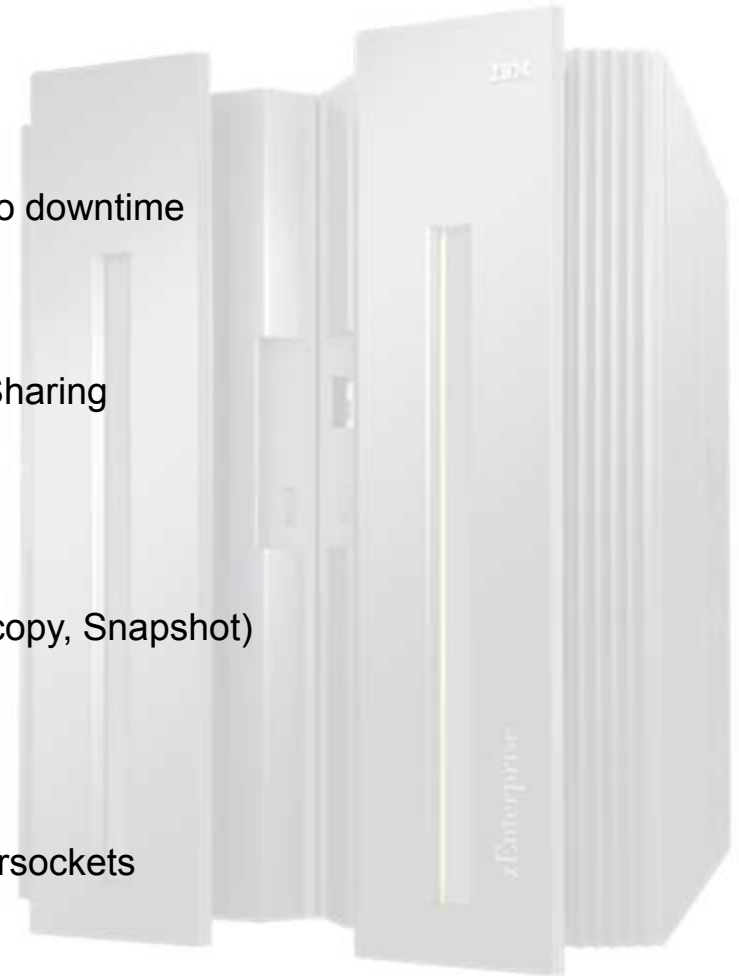 IBM
o downtime
Sharing
copy, Snapshot)
rsockets
zEnterprise